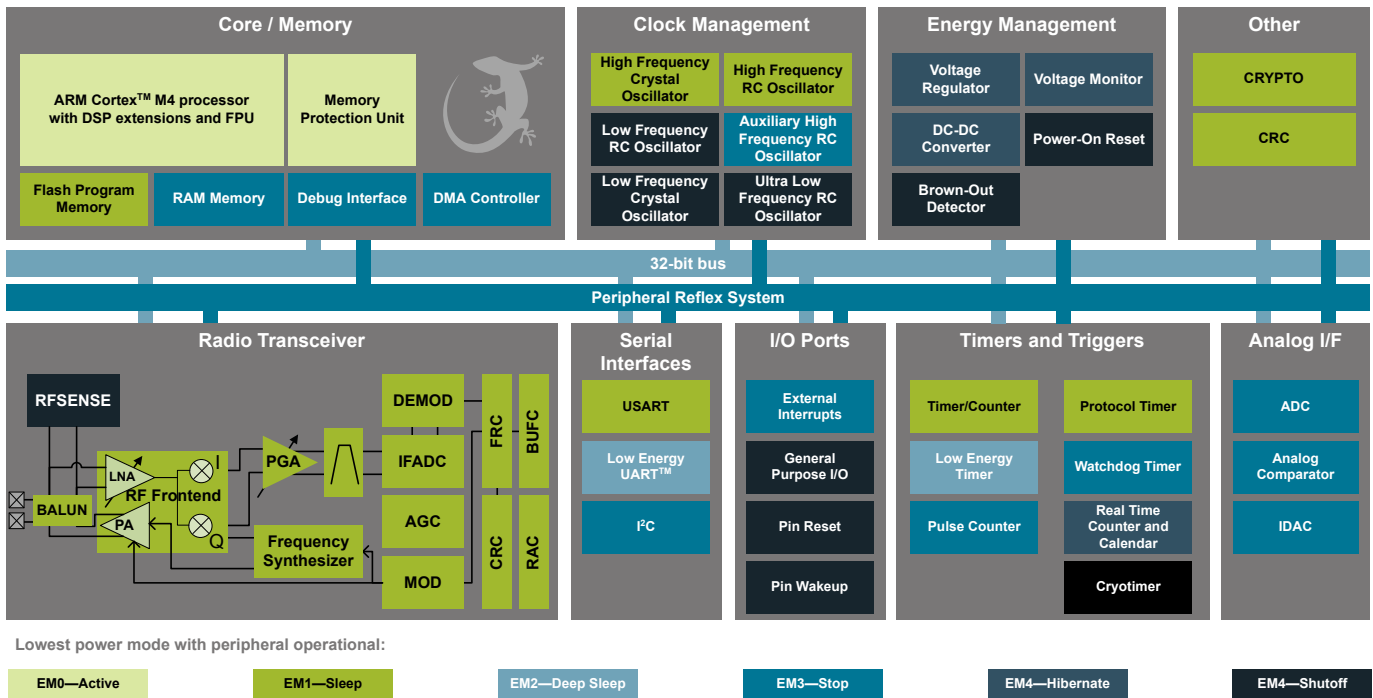 Core / Memory
ARM Cortex™ M4 processor
with DSP extensions and FPU
Memory
Protection Unit
Flash Program
Memory
RAM Memory
Debug Interface
DMA Controller
Clock Management
High Frequency
Crystal
Oscillator
High Frequency
RC Oscillator
Low Frequency
RC Oscillator
Auxiliary High
Frequency RC
Oscillator
Low Frequency
Crystal
Oscillator
Ultra Low
Frequency RC
Oscillator
Energy Management
Voltage
Regulator
Voltage Monitor
DC-DC
Converter
Power-On Reset
Brown-Out
Detector
Other
CRYPTO
CRC
32-bit bus
Peripheral Reflex System
Radio Transceiver
RFSENSE
LNA
RF Frontend
PA
BALUN
I
Q
PGA
Frequency
Synthesizer
DEMOD
IFADC
AGC
MOD
FRC
BUFC
CRC
RAC
Serial
Interfaces
USART
Low Energy
UART™
I²C
I/O Ports
External
Interrupts
General
Purpose I/O
Pin Reset
Pin Wakeup
Timers and Triggers
Timer/Counter
Protocol Timer
Low Energy
Timer
Watchdog Timer
Pulse Counter
Real Time
Counter and
Calendar
Cryotimer
Analog I/F
ADC
Analog
Comparator
IDAC
Lowest power mode with peripheral operational:
EM0—Active
EM1—Sleep
EM2—Deep Sleep
EM3—Stop
EM4—Hibernate
EM4—Shutoff